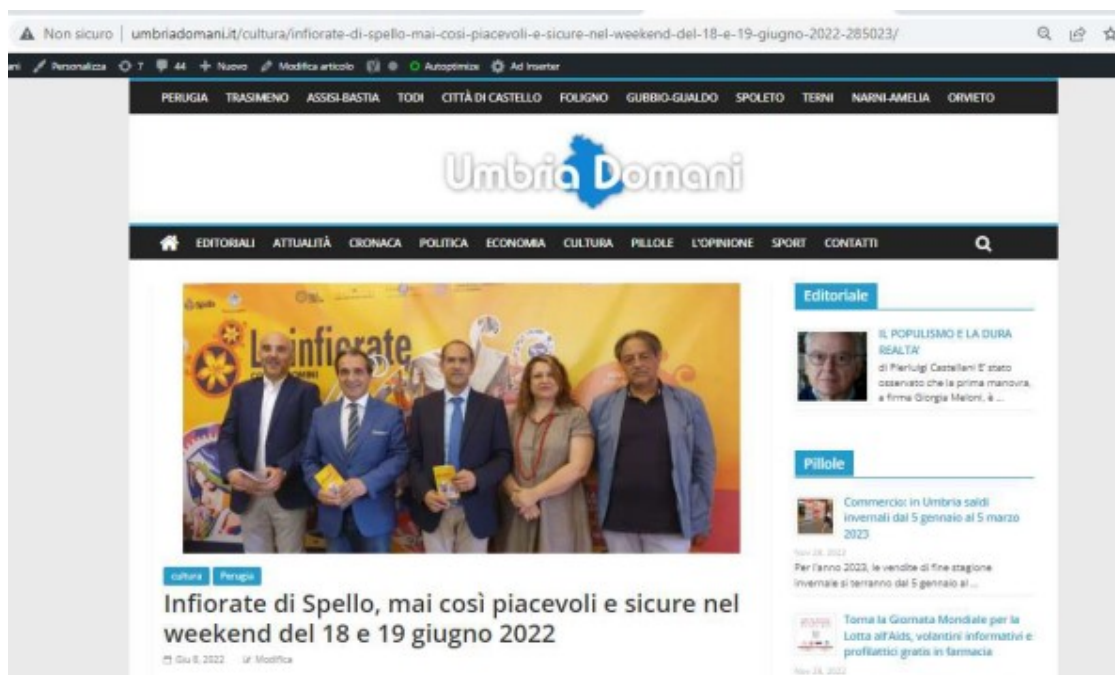 Non sicuro | umbriadomani.it/cultura/infiorate-di-spello-mai-cosi-piacevoli-e-sicure-nel-weekend-del-18-e-19-giugno-2022-285023/
Personalizza 7 44 Nuovo Modifica articolo Autoptimize Ad Inserter
PERUGIA TRASIMENO ASSISI-BASTIA TODI CITTÀ DI CASTELLO FOLIGNO GUBBIO-GUALDO SPOLETO TERNI NARNI-AMELIA ORVIETO
Umbria Domani
EDITORIALI ATTUALITÀ CRONACA POLITICA ECONOMIA CULTURA PILLOLE L'OPINIONE SPORT CONTATTI
infiorate
cultura Perugia
Infiorate di Spello, mai così piacevoli e sicure nel
weekend del 18 e 19 giugno 2022
Giu 8, 2022 Modifica
Editoriale
IL POPULISMO E LA DURA
REALTA'
di Pierluigi Castellani E' stato
osservato che la prima manovra,
a firma Giorgia Meloni, è ...
Pillole
Commercio: in Umbria saldi
invernali dal 5 gennaio al 5 marzo
2023
Nov 28, 2022
Per l'anno 2023, le vendite di fine stagione
invernale si terranno dal 5 gennaio al ...
Torna la Giornata Mondiale per la
Lotta all'Aids, volantini informativi e
profilattici gratis in farmacia
Nov 28, 2022